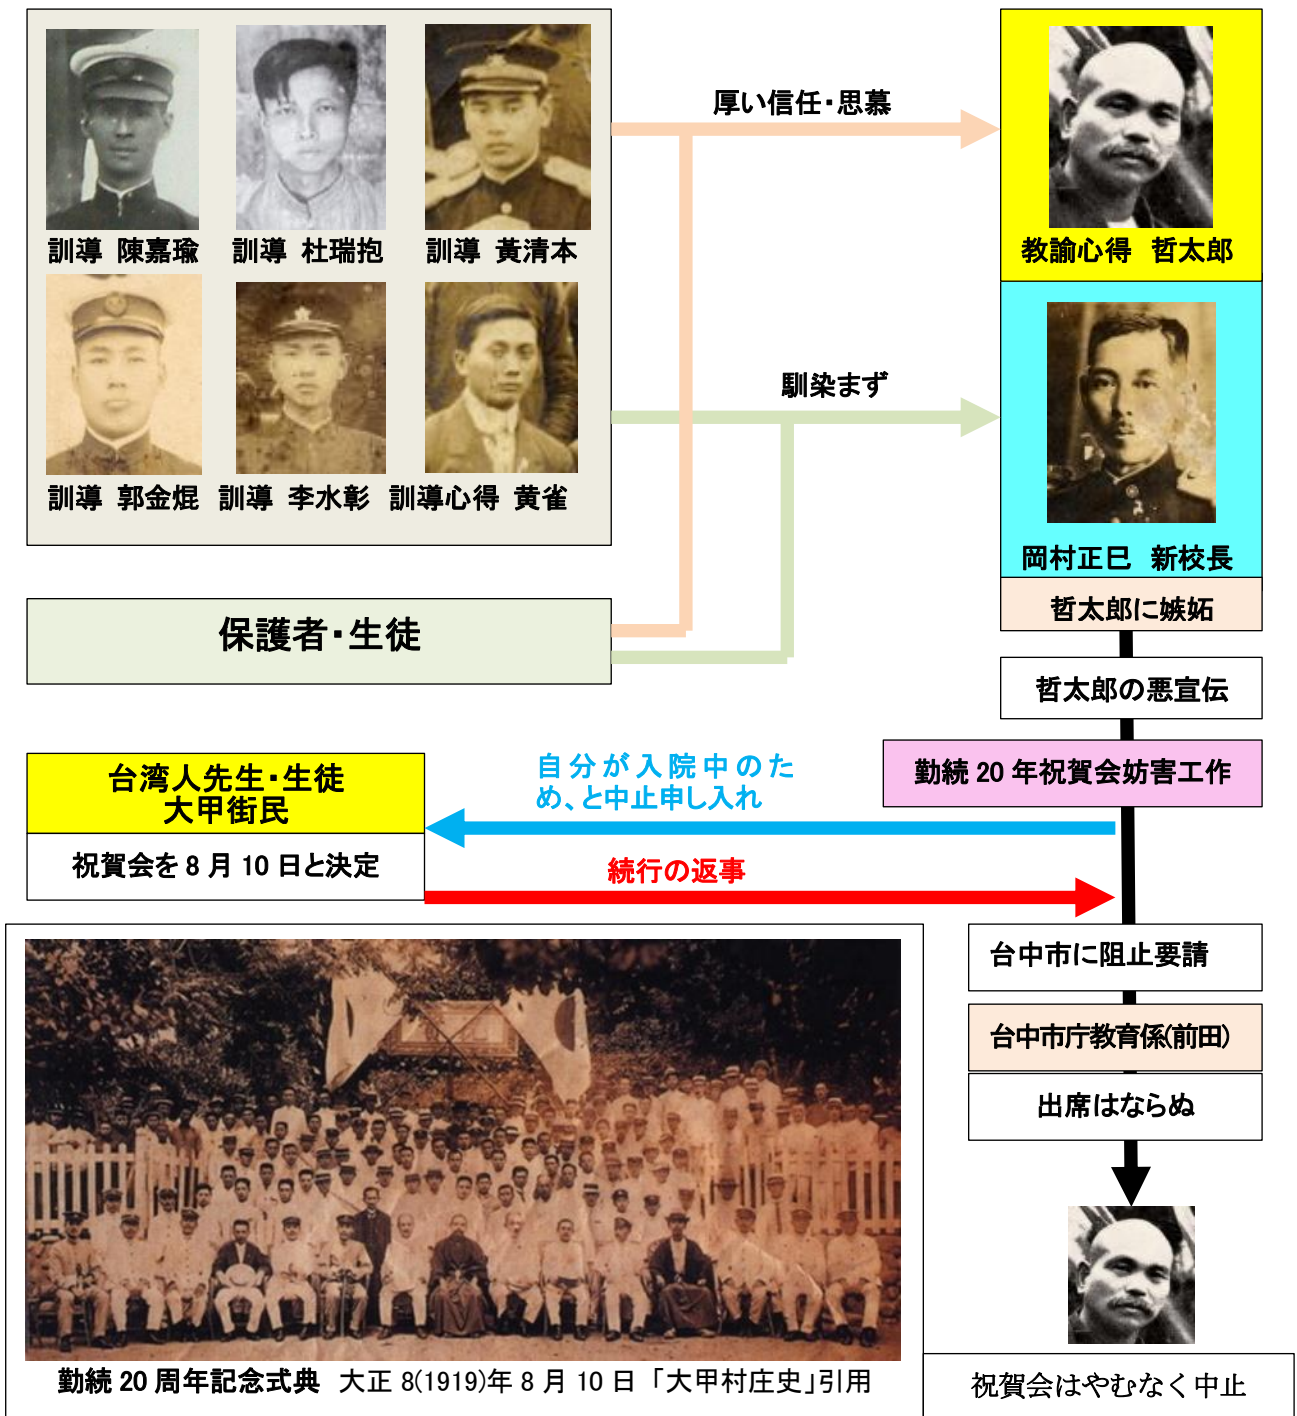 厚い信任・思慕
訓導 陳嘉瑜 訓導 杜瑞抱 訓導 黃清本
教諭心得 哲太郎
馴染まず
訓導 郭金焜 訓導 李水彰 訓導心得 黄雀
岡村正巳 新校長
哲太郎に嫉妬
保護者・生徒
哲太郎の悪宣伝
勤続 20 年祝賀会妨害工作
自分が入院中のた
め、と中止申し入れ
台湾人先生・生徒
大甲街民
祝賀会を 8 月 10 日と決定
続行の返事
台中市に阻止要請
台中市庁教育係(前田)
出席はならぬ
勤続 20 周年記念式典 大正 8(1919)年 8 月 10 日「大甲村庄史」引用
祝賀会はやむなく中止